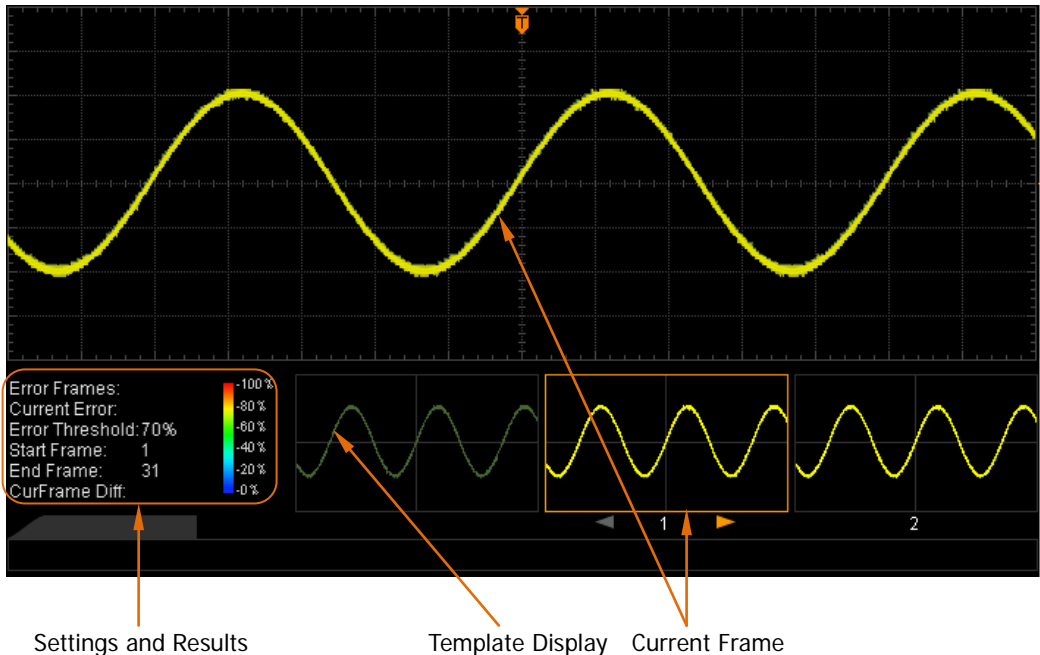 T
Error Frames:
Current Error:
Error Threshold:70%
Start Frame: 1
End Frame: 31
CurFrame Diff:
-100%
-80%
-60%
-40%
-20%
-0%
1
2
Settings and Results
Template Display
Current Frame